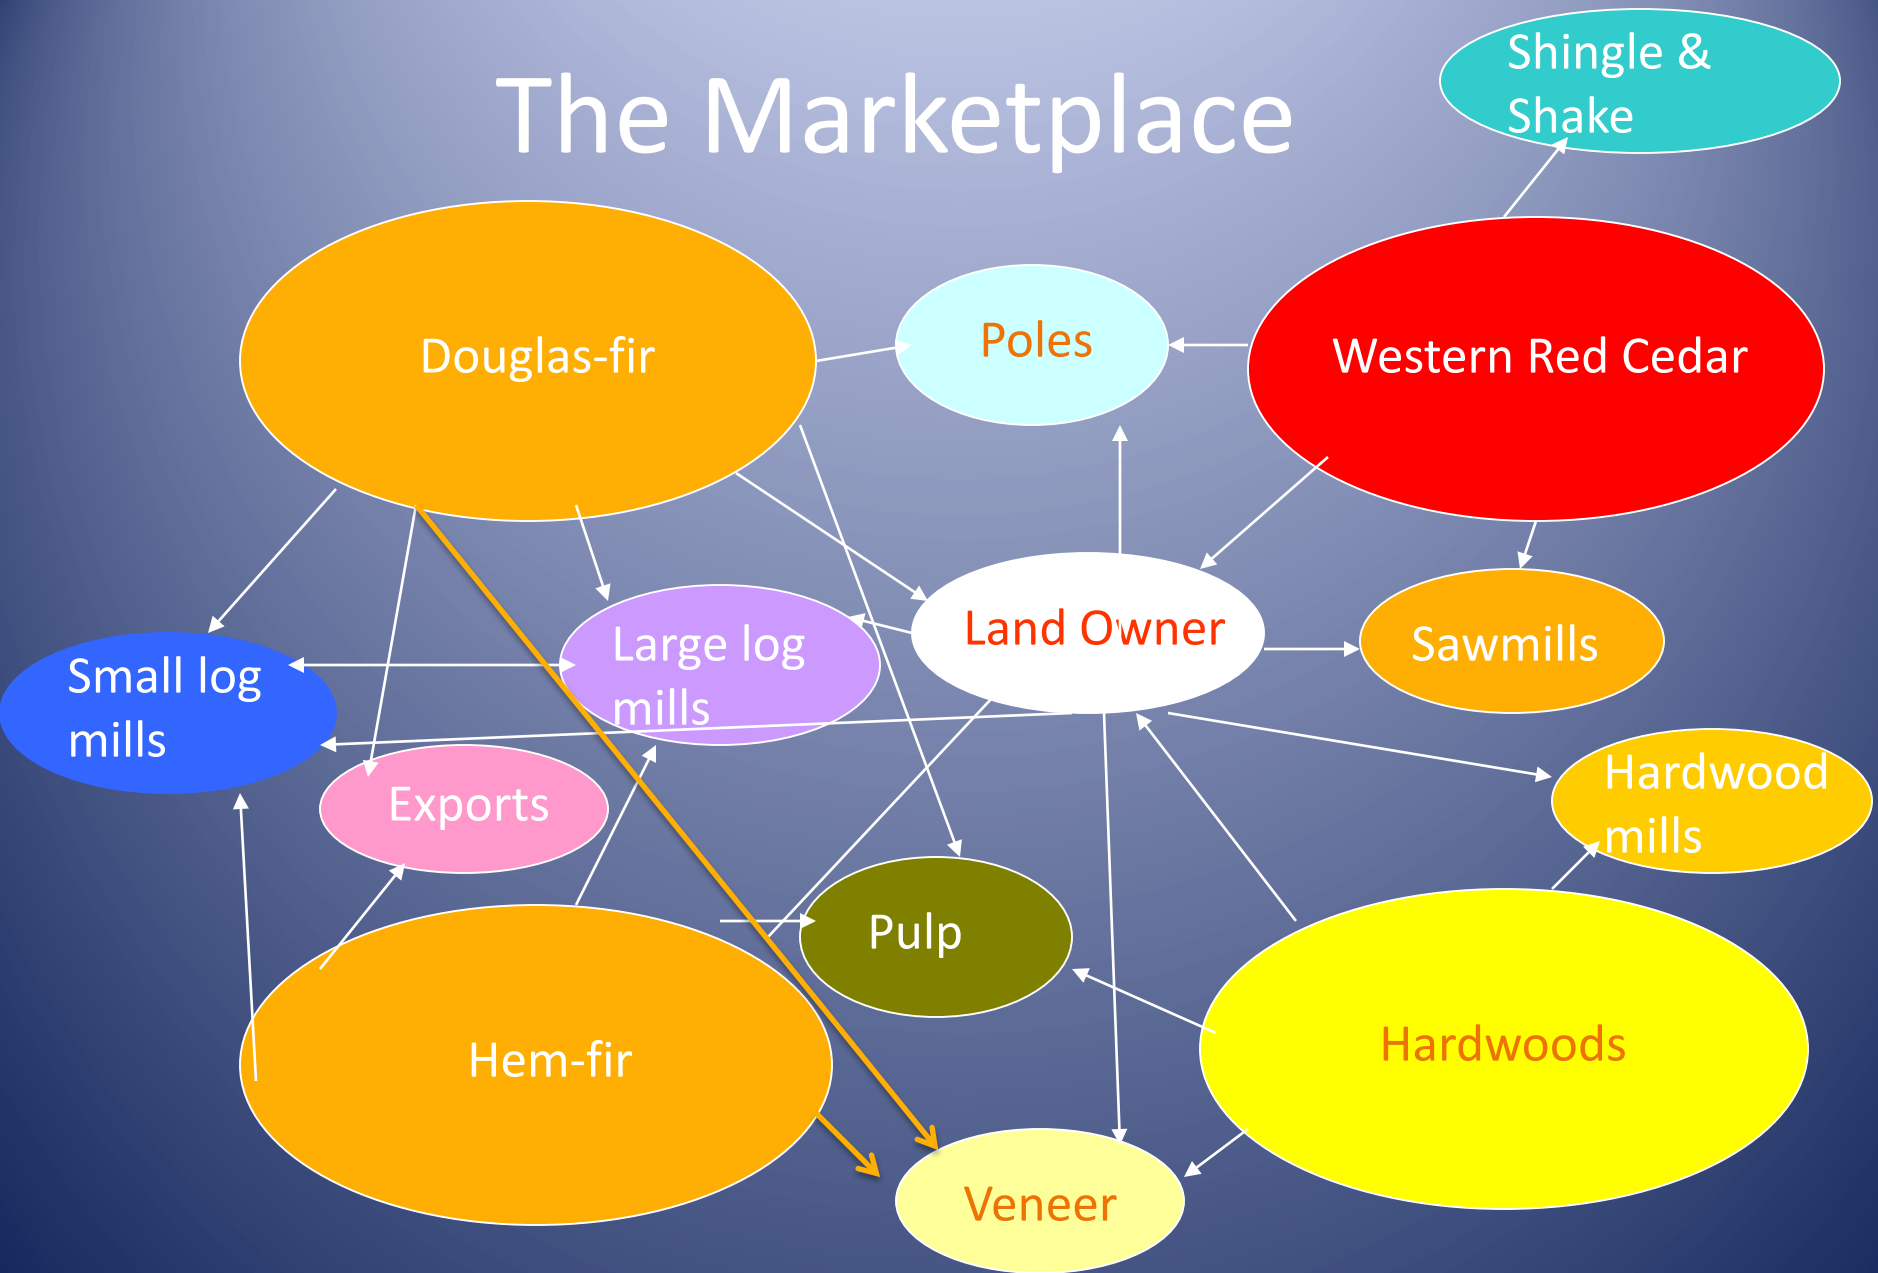 The Marketplace
Shingle &
Shake
Douglas-fir
Poles
Western Red Cedar
Land Owner
Large log
mills
Sawmills
Small log
mills
Exports
Hardwood
mills
Pulp
Hem-fir
Hardwoods
Veneer